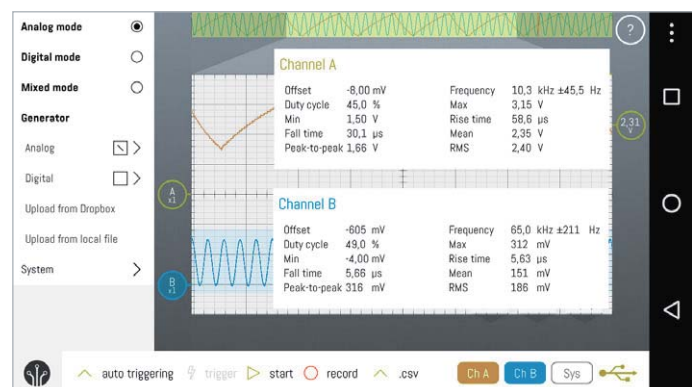 Analog mode
Digital mode
Mixed mode
Generator
Analog
Digital
Upload from Dropbox
Upload from local file
System
?
Channel A
Offset -8,00 mV Frequency 10,3 kHz ±45,5 Hz
Duty cycle 45,0 % Max 3,15 V
Min 1,50 V Rise time 58,6 µs
Fall time 30,1 µs Mean 2,35 V
Peak-to-peak 1,66 V RMS 2,40 V
2,31
V
A
x1
Channel B
Offset -605 mV Frequency 65,0 kHz ±211 Hz
Duty cycle 49,0 % Max 312 mV
Min -4,00 mV Rise time 5,63 µs
Fall time 5,66 µs Mean 151 mV
Peak-to-peak 316 mV RMS 186 mV
B
x1
auto triggering trigger start record .csv Ch A Ch B Sys